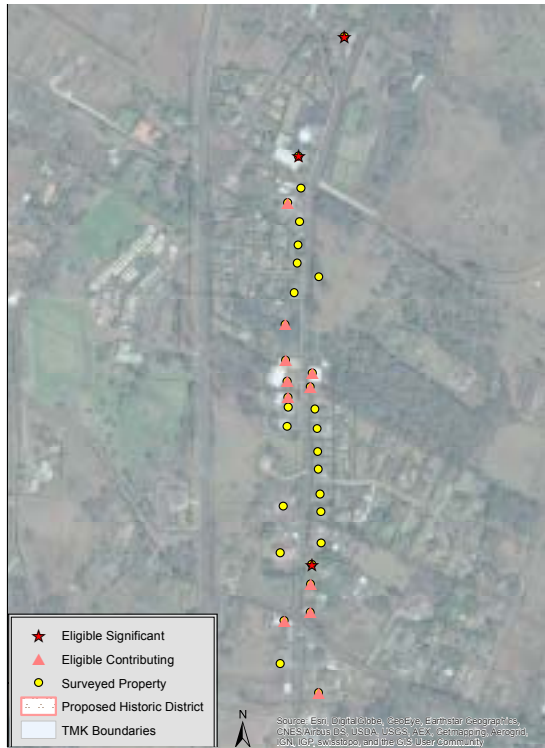 Eligible Significant
Eligible Contributing
Surveyed Property
Proposed Historic District
TMK Boundaries
N
Source: Esri, DigitalGlobe, GeoEye, Earthstar Geographics,
CNES/Airbus DS, USDA, USGS, AEX, Getmapping, Aerogrid,
IGN, IGP, swisstopo, and the GIS User Community